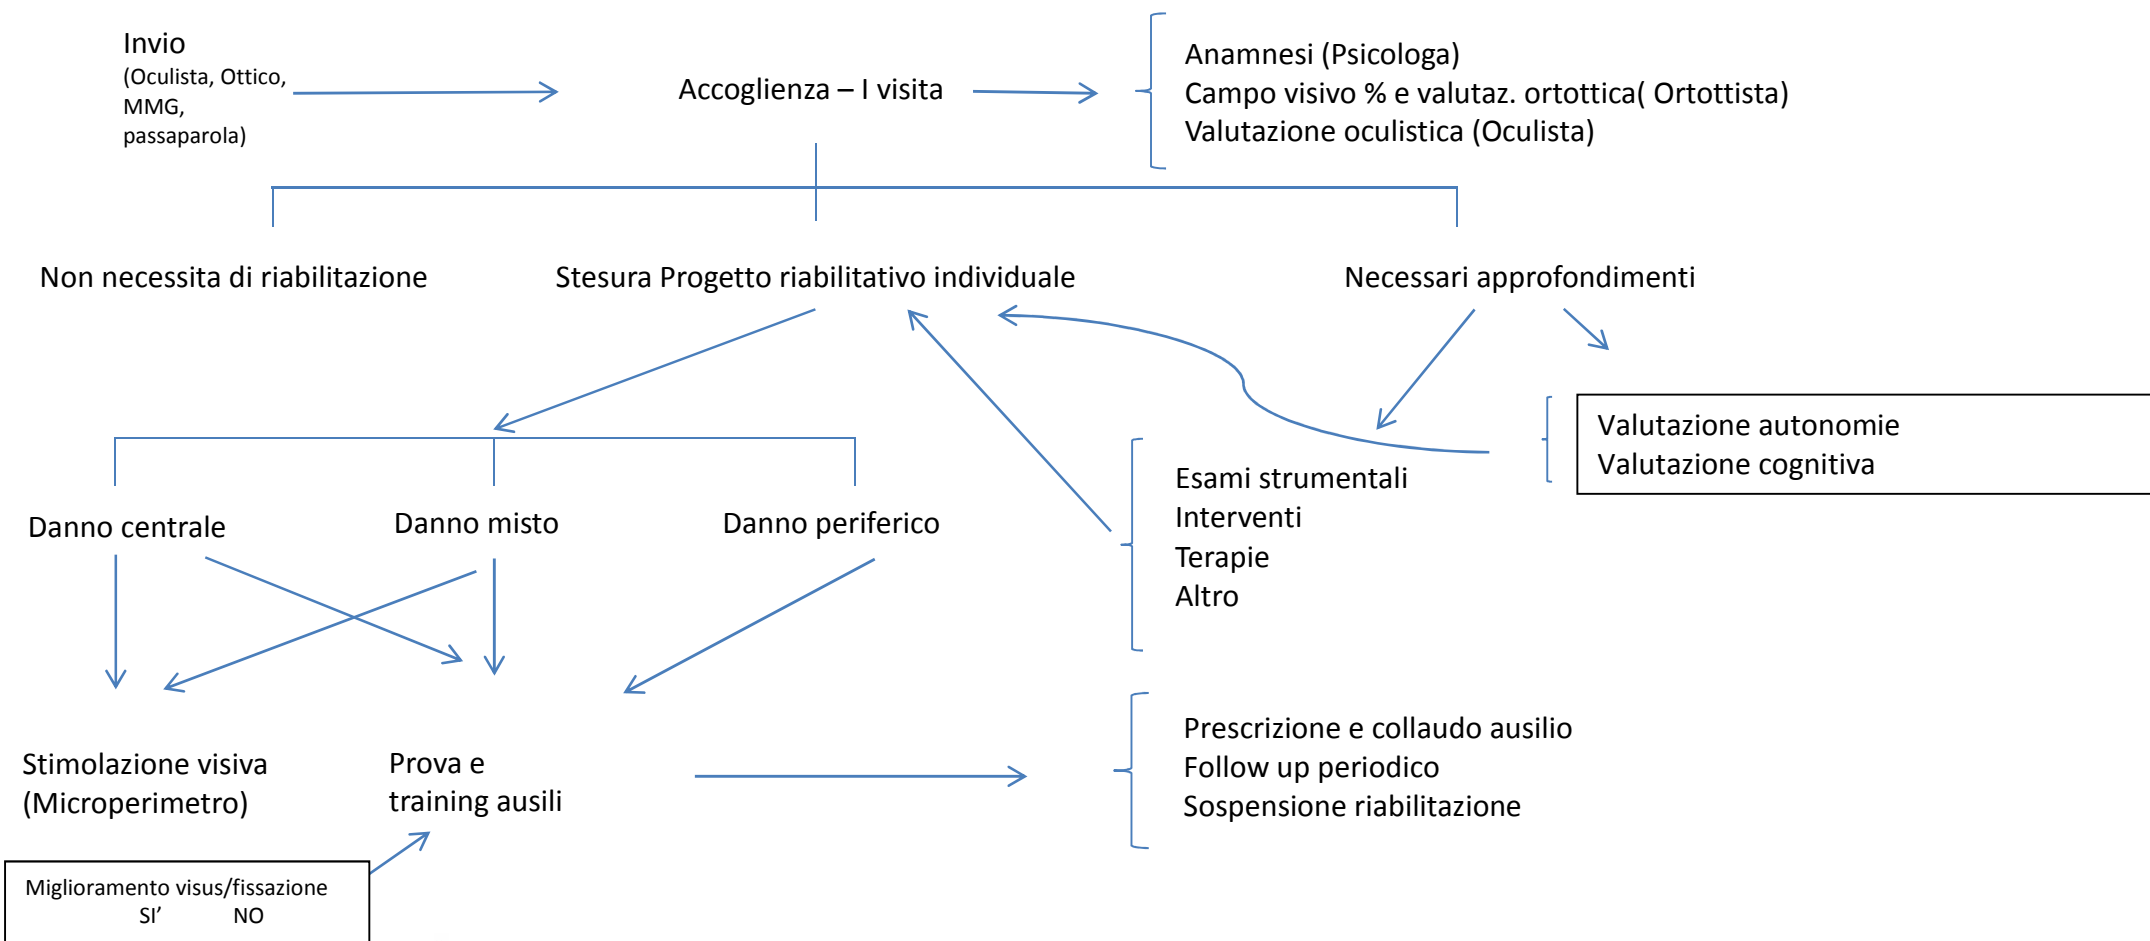 Invio
(Oculista, Ottico,
MMG,
passaparola)
Accoglienza – I visita
Anamnesi (Psicologa)
Campo visivo % e valutaz. ortottica( Ortottista)
Valutazione oculistica (Oculista)
Non necessita di riabilitazione
Stesura Progetto riabilitativo individuale
Necessari approfondimenti
Valutazione autonomie
Valutazione cognitiva
Esami strumentali
Interventi
Terapie
Altro
Danno centrale
Danno misto
Danno periferico
Stimolazione visiva
(Microperimetro)
Prova e
training ausili
Prescrizione e collaudo ausilio
Follow up periodico
Sospensione riabilitazione
Miglioramento visus/fissazione
SI’ NO